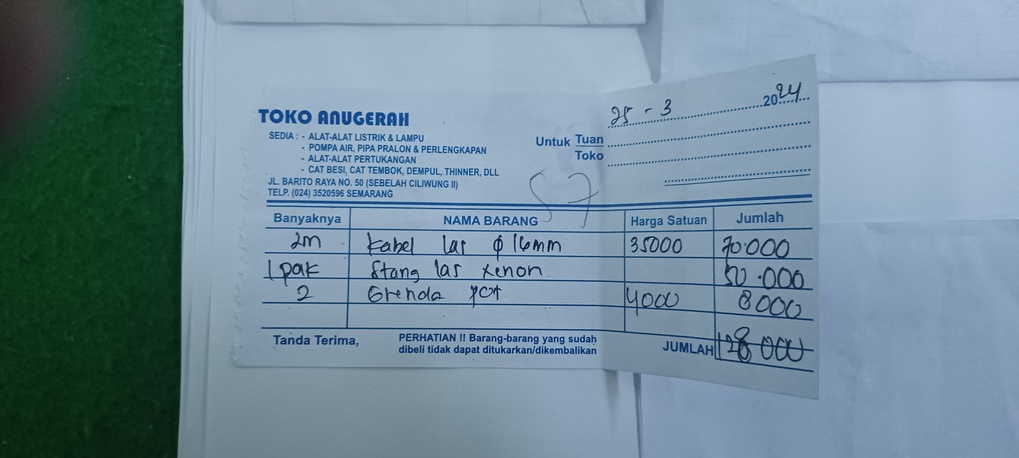 TOKO ANUGERAH
SEDIA : - ALAT-ALAT LISTRIK & LAMPU
- POMPA AIR, PIPA PRALON & PERLENGKAPAN
- ALAT-ALAT PERTUKANGAN
- CAT BESI, CAT TEMBOK, DEMPUL, THINNER, DLL
JL. BARITO RAYA NO. 50 (SEBELAH CILIWUNG II)
TELP. (024) 3520596 SEMARANG
25 - 3 2024
Untuk Tuan
Toko
57
Banyaknya NAMA BARANG Harga Satuan Jumlah
2m Kabel las φ 16mm 35000 70.000
1 pak Stang las xenon 50.000
2 Grenda 4000 8000
Tanda Terima, PERHATIAN !! Barang-barang yang sudah
dibeli tidak dapat ditukarkan/dikembalikan
JUMLAH 128 000